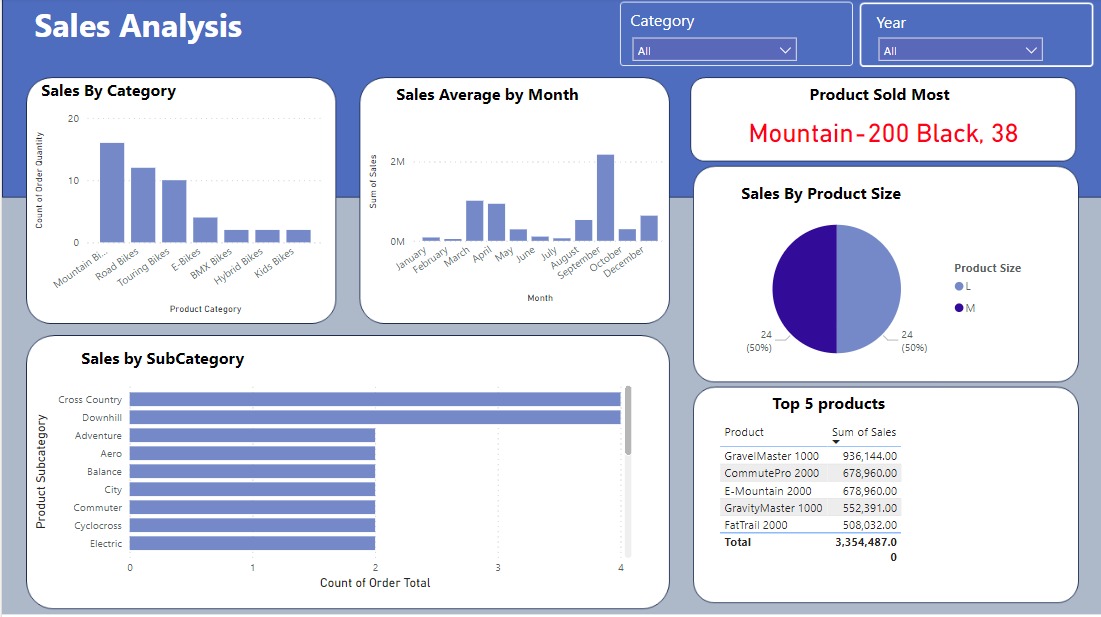 Sales Analysis
Category
All
Year
All
Sales By Category
Count of Order Quantity
20
10
0
Mountain Bi...
Road Bikes
Touring Bikes
E-Bikes
BMX Bikes
Hybrid Bikes
Kids Bikes
Product Category
Sales Average by Month
Sum of Sales
2M
0M
January
February
March
April
May
June
July
August
September
October
December
Month
Product Sold Most
Mountain-200 Black, 38
Sales By Product Size
24
(50%)
24
(50%)
Product Size
L
M
Sales by SubCategory
Product Subcategory
Cross Country
Downhill
Adventure
Aero
Balance
City
Commuter
Cyclocross
Electric
0
1
2
3
4
Count of Order Total
Top 5 products
Product Sum of Sales
GravelMaster 1000 936,144.00
CommutePro 2000 678,960.00
E-Mountain 2000 678,960.00
GravityMaster 1000 552,391.00
FatTrail 2000 508,032.00
Total 3,354,487.0
0